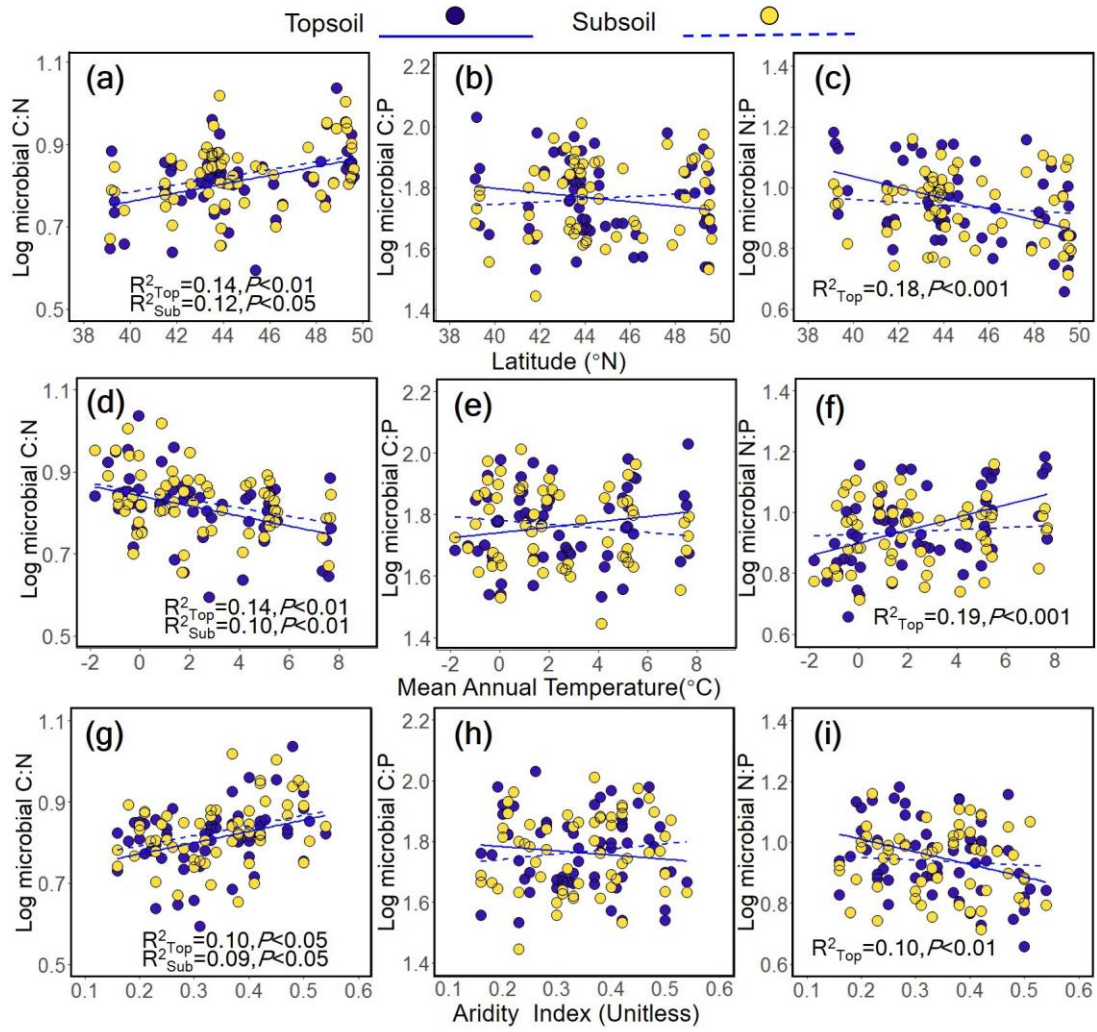 Topsoil Subsoil
(a) (b) (c)
Log microbial C:N
1.1
0.9
0.7
0.5
38 40 42 44 46 48 50
R²Top=0.14,P<0.01
R²Sub=0.12,P<0.05
Log microbial C:P
2.2
2.0
1.8
1.6
1.4
38 40 42 44 46 48 50
Log microbial N:P
1.4
1.2
1.0
0.8
0.6
38 40 42 44 46 48 50
R²Top=0.18,P<0.001
Latitude (°N)
(d) (e) (f)
Log microbial C:N
1.1
0.9
0.7
0.5
-2 0 2 4 6 8
R²Top=0.14,P<0.01
R²Sub=0.10,P<0.01
Log microbial C:P
2.2
2.0
1.8
1.6
1.4
-2 0 2 4 6 8
Log microbial N:P
1.4
1.2
1.0
0.8
0.6
-2 0 2 4 6 8
R²Top=0.19,P<0.001
Mean Annual Temperature(°C)
(g) (h) (i)
Log microbial C:N
1.1
0.9
0.7
0.5
0.1 0.2 0.3 0.4 0.5 0.6
R²Top=0.10,P<0.05
R²Sub=0.09,P<0.05
Log microbial C:P
2.2
2.0
1.8
1.6
1.4
0.1 0.2 0.3 0.4 0.5 0.6
Log microbial N:P
1.4
1.2
1.0
0.8
0.6
0.1 0.2 0.3 0.4 0.5 0.6
R²Top=0.10,P<0.01
Aridity Index (Unitless)